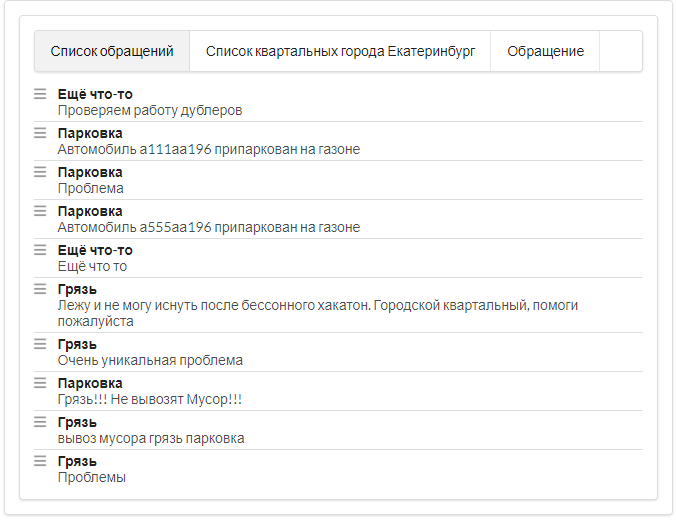 Список обращений Список квартальных города Екатеринбург Обращение
Ещё что-то
Проверяем работу дублеров
Парковка
Автомобиль а111аа196 припаркован на газоне
Парковка
Проблема
Парковка
Автомобиль а555аа196 припаркован на газоне
Ещё что-то
Ещё что то
Грязь
Лежу и не могу иснуть после бессонного хакатон. Городской квартальный, помоги
пожалуйста
Грязь
Очень уникальная проблема
Парковка
Грязь!!! Не вывозят Мусор!!!
Грязь
вывоз мусора грязь парковка
Грязь
Проблемы